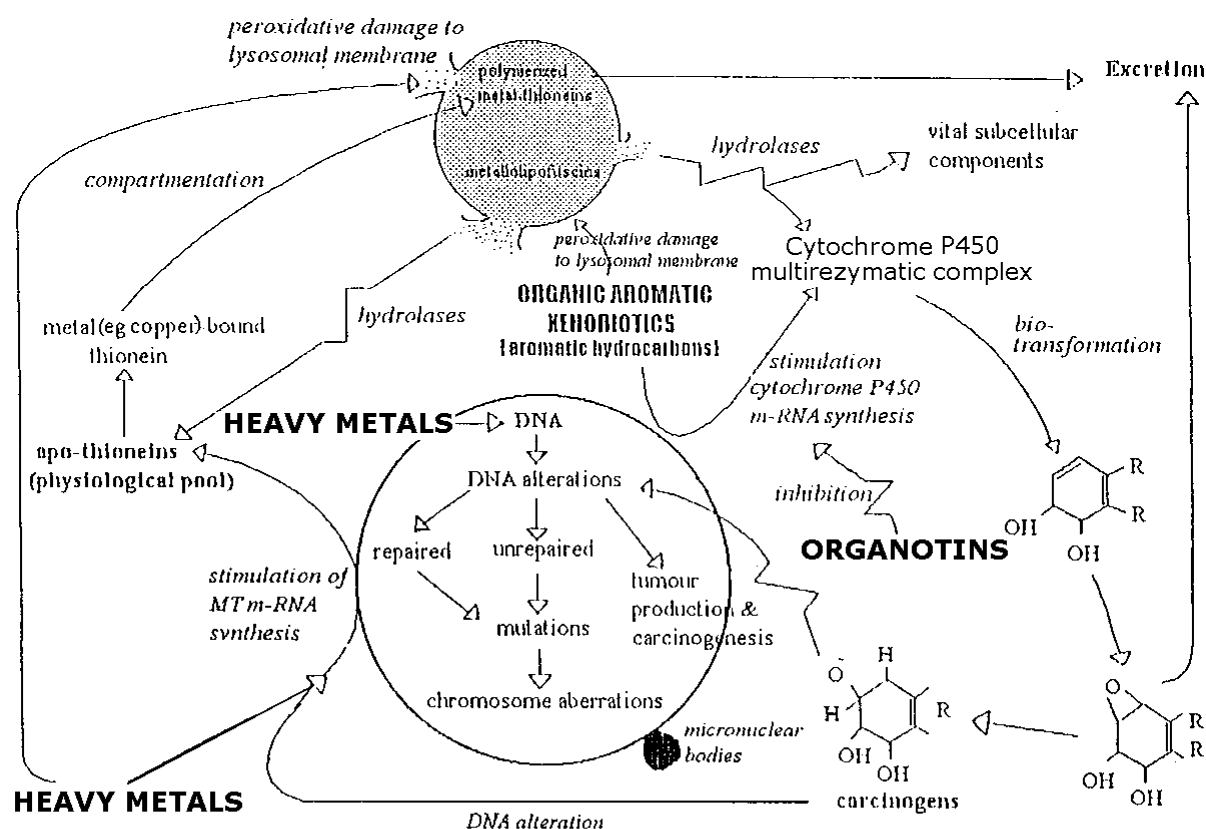 peroxidative damage to
lysosomal membrane
polymerized
metal-thioneins
Excretion
hydrolases
vital subcellular
components
compartmentation
metallolipofuscins
peroxidative damage
to lysosomal membrane
Cytochrome P450
multirezymatic complex
ORGANIC AROMATIC
XENOBIOTICS
(aromatic hydrocarbons)
metal(eg copper)-bound
thionein
hydrolases
bio-
transformation
stimulation
cytochrome P450
m-RNA synthesis
HEAVY METALS
DNA
apo-thioneins
(physiological pool)
DNA alterations
inhibition
R
R
OH
OH
ORGANOTINS
repaired
unrepaired
tumour
production &
carcinogenesis
stimulation of
MT m-RNA
synthesis
mutations
chromosome aberrations
micronuclear
bodies
O-
H
H
R
OH
OH
carcinogens
O
R
R
OH
OH
HEAVY METALS
DNA alteration